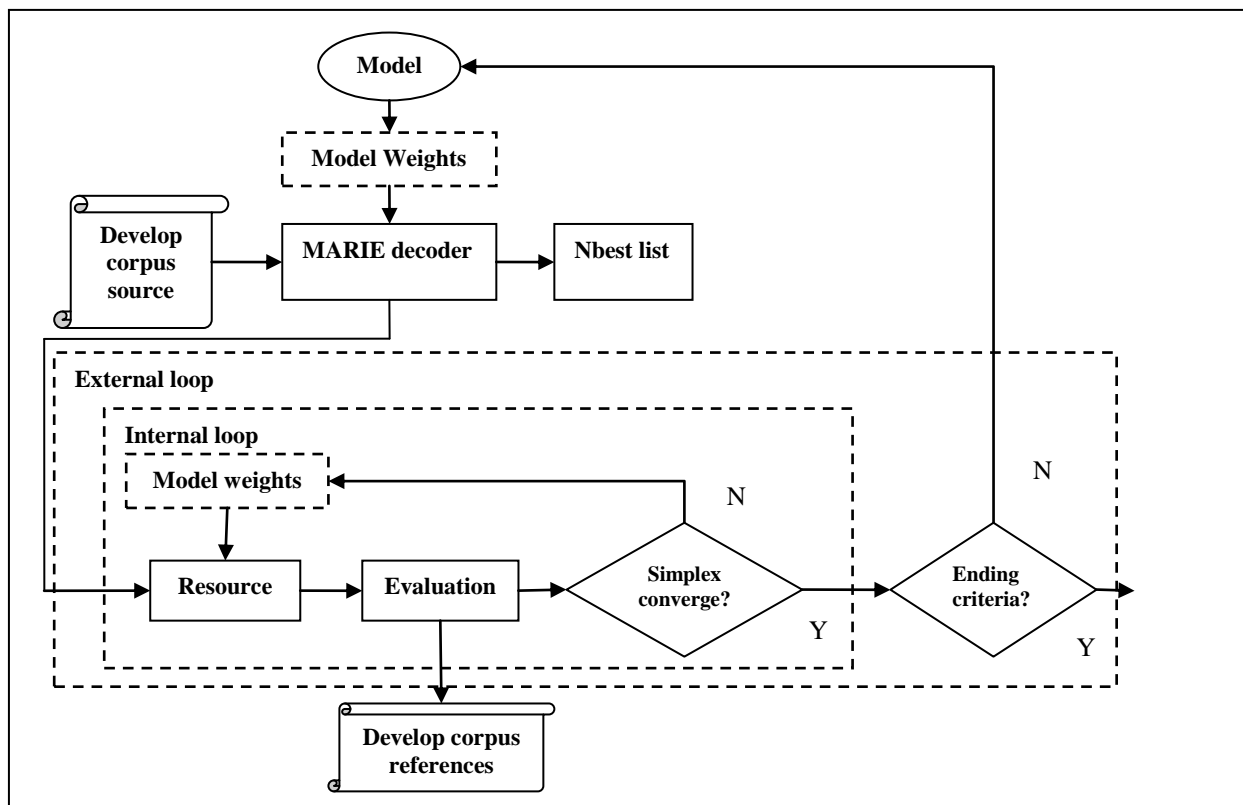 Model
Model Weights
Develop
corpus
source
MARIE decoder
Nbest list
External loop
Internal loop
Model weights
N
N
Resource
Evaluation
Simplex
converge?
Ending
criteria?
Y
Y
Develop corpus
references